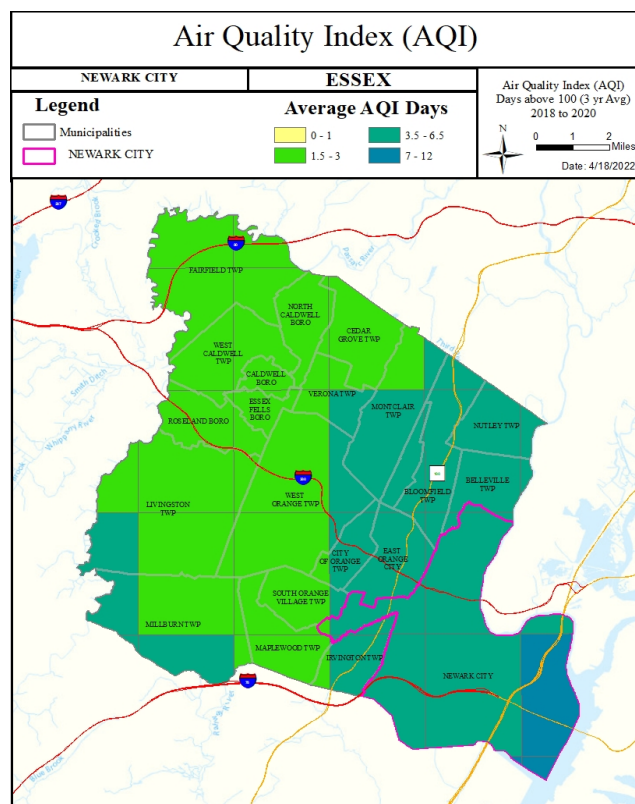 Air Quality Index (AQI)
NEWARK CITY
ESSEX
Legend
Municipalities
NEWARK CITY
Average AQI Days
0 - 1
1.5 - 3
3.5 - 6.5
7 - 12
Air Quality Index (AQI)
Days above 100 (3 yr Avg)
2018 to 2020
N
0 1 2
Miles
Date: 4/18/2022
FAIRFIELD TWP
NORTH
CALDWELL
BORO
CEDAR
GROVE TWP
WEST
CALDWELL
TWP
CALDWELL
BORO
VERONA TWP
ESSEX
FELLS
BORO
ROSELAND BORO
MONTCLAIR
TWP
NUTLEY TWP
BELLEVILLE
TWP
BLOOMFIELD
TWP
WEST
ORANGE TWP
LIVINGSTON
TWP
CITY
OF ORANGE
TWP
EAST
ORANGE
CITY
SOUTH ORANGE
VILLAGE TWP
MILLBURN TWP
MAPLEWOOD TWP
IRVINGTON TWP
NEWARK CITY
Whippany River
River